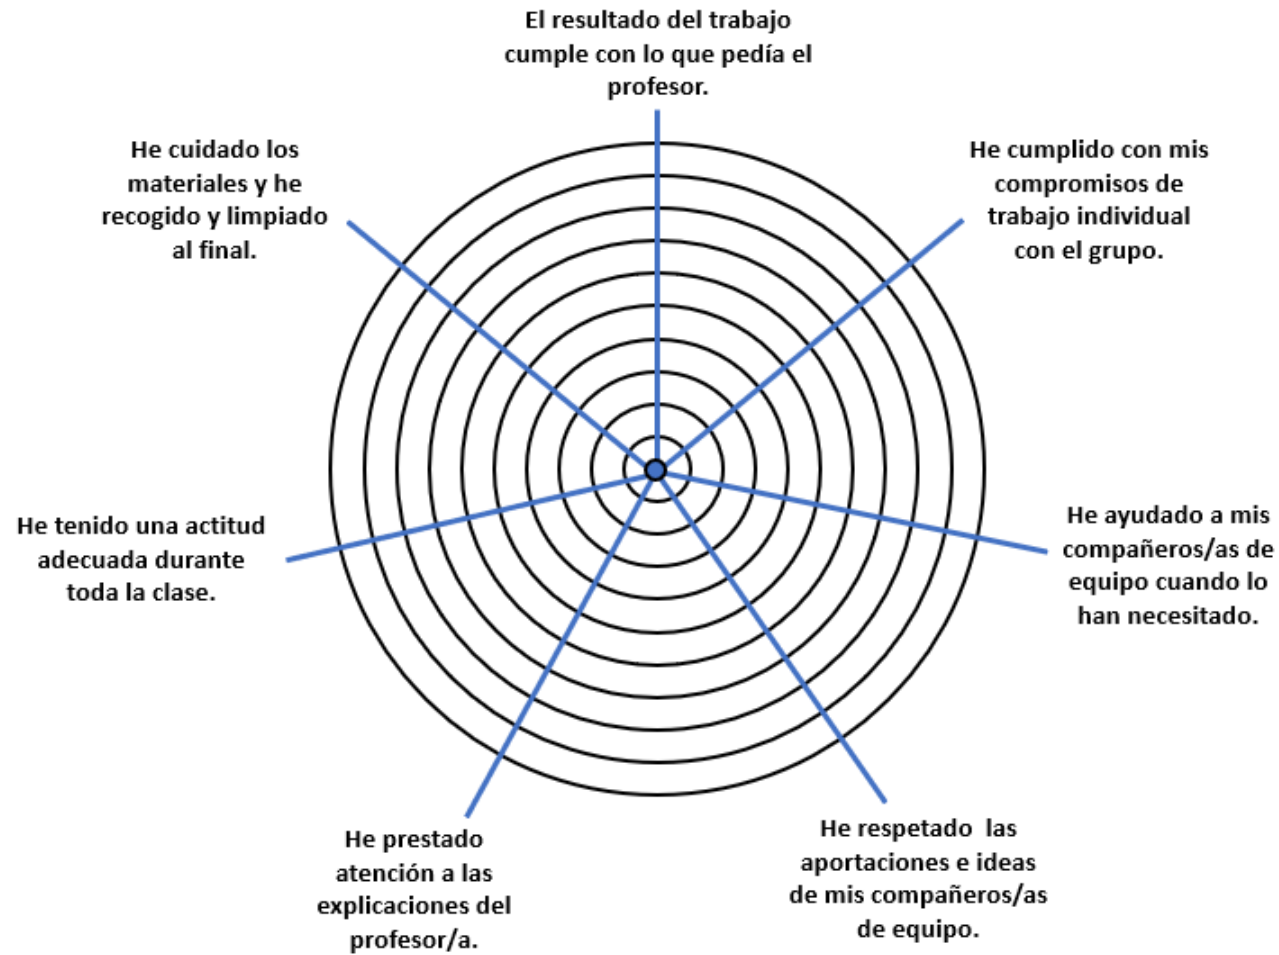 El resultado del trabajo
cumple con lo que pedía el
profesor.
He cuidado los
materiales y he
recogido y limpiado
al final.
He cumplido con mis
compromisos de
trabajo individual
con el grupo.
He tenido una actitud
adecuada durante
toda la clase.
He ayudado a mis
compañeros/as de
equipo cuando lo
han necesitado.
He prestado
atención a las
explicaciones del
profesor/a.
He respetado las
aportaciones e ideas
de mis compañeros/as
de equipo.